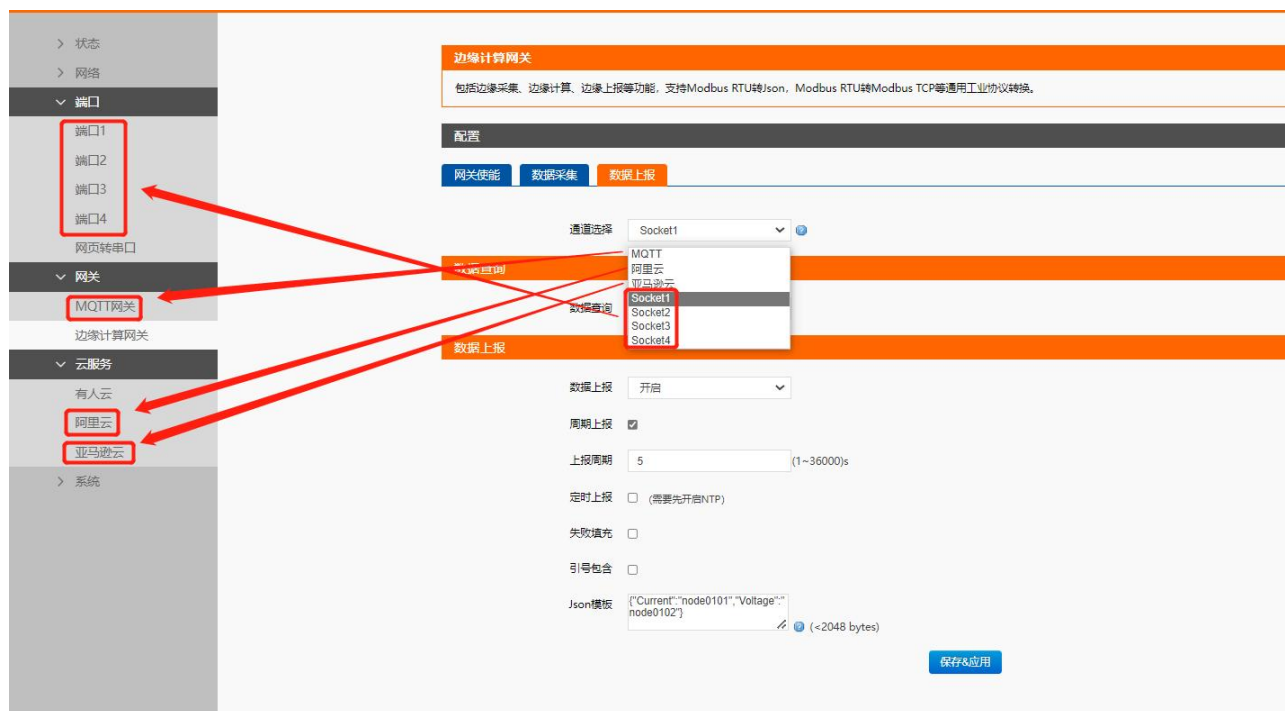 状态
网络
端口
端口1
端口2
端口3
端口4
网页转串口
网关
MQTT网关
边缘计算网关
云服务
有人云
阿里云
亚马逊云
系统
边缘计算网关
包括边缘采集、边缘计算、边缘上报等功能，支持Modbus RTU转Json，Modbus RTU转Modbus TCP等通用工业协议转换。
配置
网关使能 数据采集 数据上报
通道选择 Socket1
MQTT
阿里云
亚马逊云
Socket1
Socket2
Socket3
Socket4
数据查询
数据查询
数据上报
数据上报 开启
周期上报
上报周期 5 (1~36000)s
定时上报 (需要先开启NTP)
失败填充
引号包含
Json模板 {"Current":"node0101","Voltage":"
node0102"}
(<2048 bytes)
保存&应用